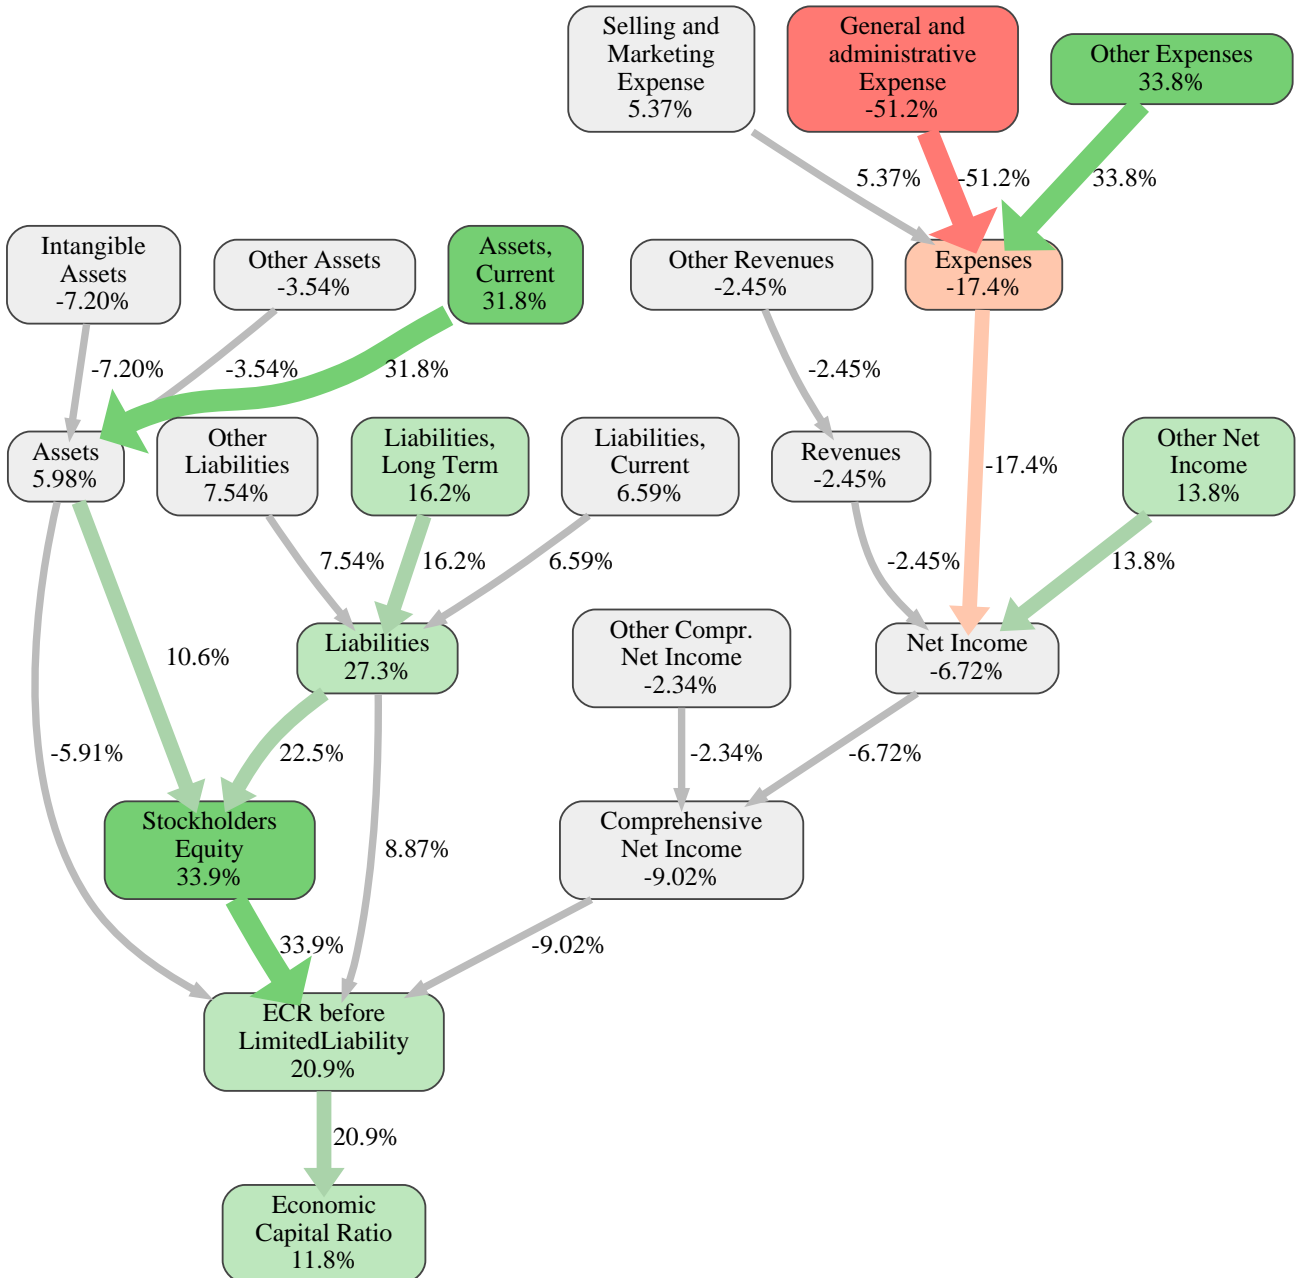 Selling and
Marketing
Expense
5.37%
General and
administrative
Expense
-51.2%
Other Expenses
33.8%
5.37%
-51.2%
33.8%
Intangible
Assets
-7.20%
Other Assets
-3.54%
Assets,
Current
31.8%
Other Revenues
-2.45%
Expenses
-17.4%
-7.20%
-3.54%
31.8%
-2.45%
Assets
5.98%
Other
Liabilities
7.54%
Liabilities,
Long Term
16.2%
Liabilities,
Current
6.59%
Revenues
-2.45%
-17.4%
Other Net
Income
13.8%
7.54%
16.2%
6.59%
-2.45%
13.8%
10.6%
Liabilities
27.3%
Other Compr.
Net Income
-2.34%
Net Income
-6.72%
-5.91%
22.5%
-2.34%
-6.72%
Stockholders
Equity
33.9%
8.87%
Comprehensive
Net Income
-9.02%
33.9%
-9.02%
ECR before
LimitedLiability
20.9%
20.9%
Economic
Capital Ratio
11.8%